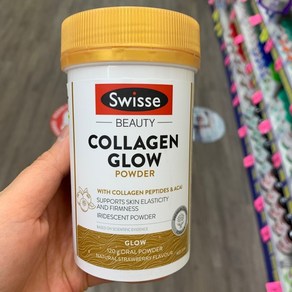 Swisse
BEAUTY
COLLAGEN
GLOW
POWDER
WITH COLLAGEN PEPTIDES & ACAI
SUPPORTS SKIN ELASTICITY
AND FIRMNESS
IRIDESCENT POWDER
GLOW
120g ORAL POWDER
NATURAL STRAWBERRY FLAVOUR